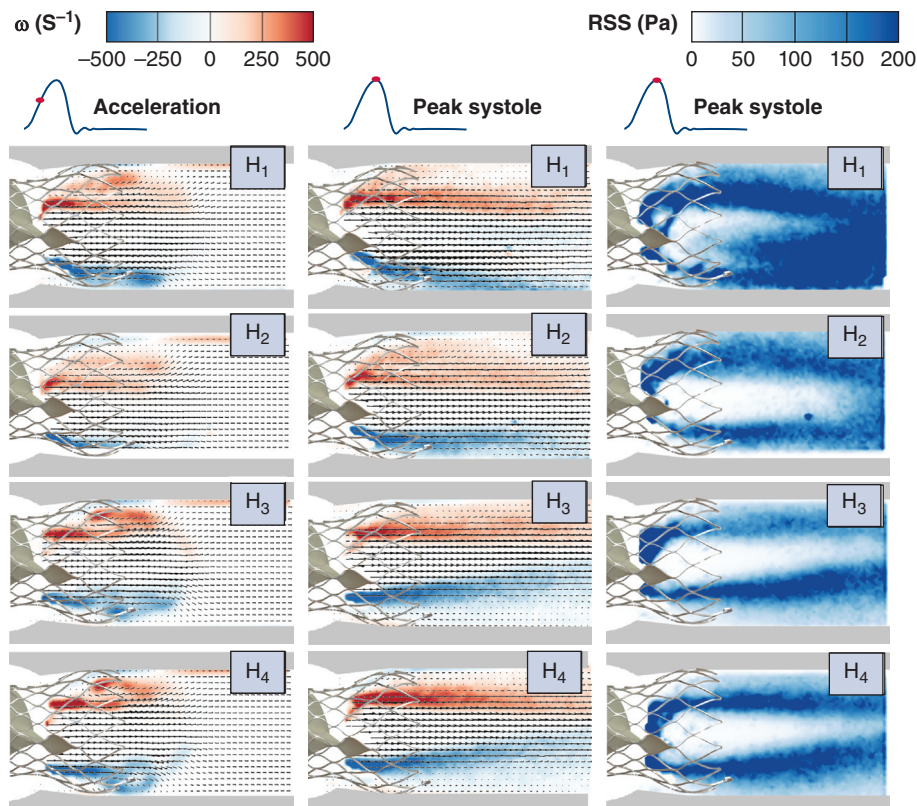 ω (S⁻¹)
−500 −250 0 250 500
RSS (Pa)
0 50 100 150 200
Acceleration
Peak systole
Peak systole
H₁ H₁ H₁
H₂ H₂ H₂
H₃ H₃ H₃
H₄ H₄ H₄